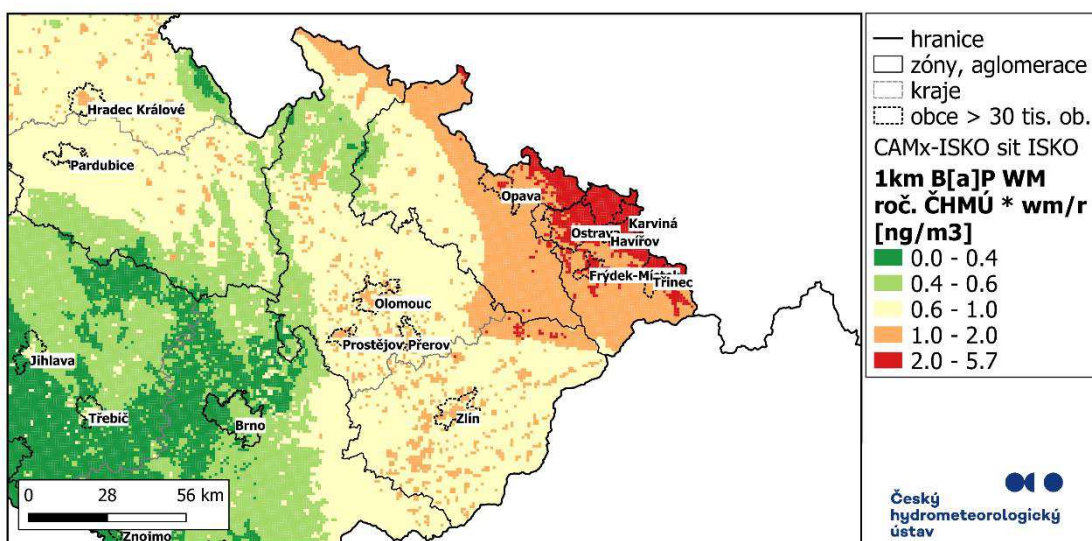 Hradec Králové
Pardubice
Opava
Karviná
Ostrava
Havířov
Frýdek-Místek
Třinec
Olomouc
Prostějov
Přerov
Jihlava
Třebíč
Brno
Zlín
Znojmo
0 28 56 km
hranice
zóny, aglomerace
kraje
obce > 30 tis. ob.
CAMx-ISKO sit ISKO
1km B[a]P WM
roč. ČHMÚ * wm/r
[ng/m3]
0.0 - 0.4
0.4 - 0.6
0.6 - 1.0
1.0 - 2.0
2.0 - 5.7
Český
hydrometeorologický
ústav